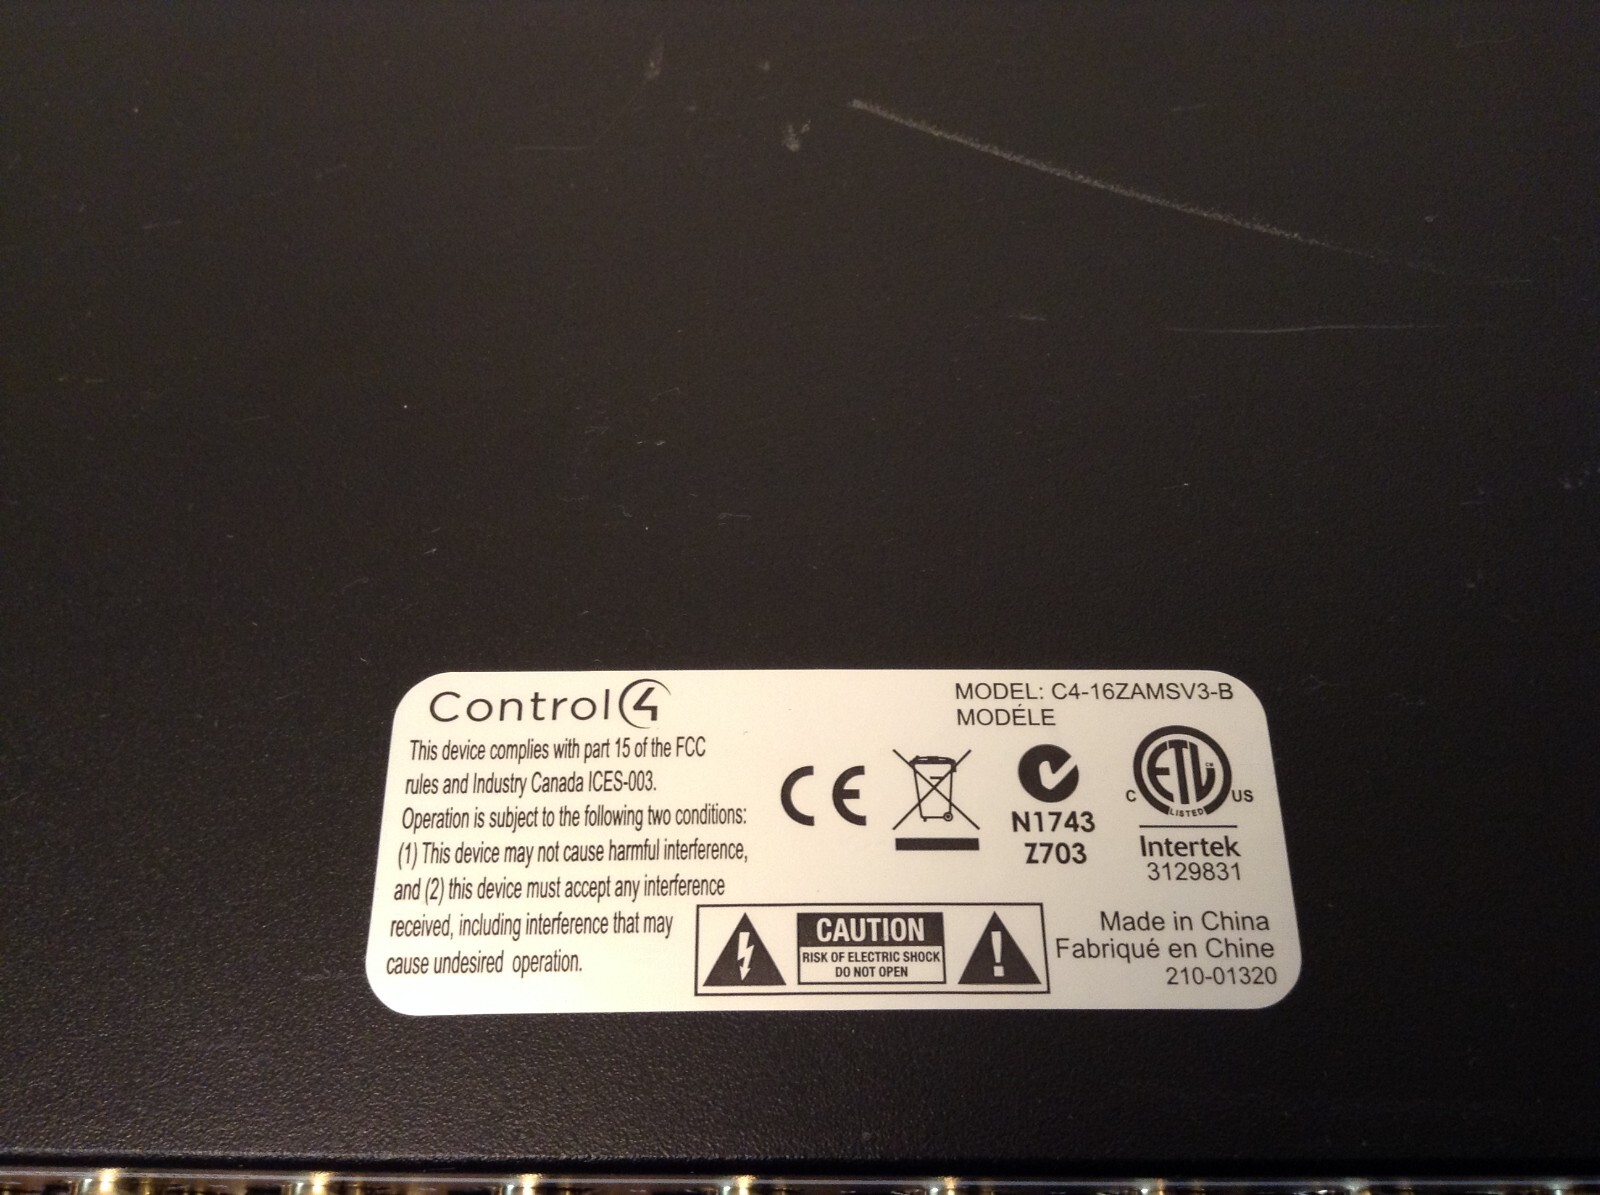 Control4
This device complies with part 15 of the FCC
rules and Industry Canada ICES-003.
Operation is subject to the following two conditions:
(1) This device may not cause harmful interference,
and (2) this device must accept any interference
received, including interference that may
cause undesired operation.
MODEL: C4-16ZAMSV3-B
MODÉLE
CE
N1743
Z703
C ETL US
LISTED
Intertek
3129831
CAUTION
RISK OF ELECTRIC SHOCK
DO NOT OPEN
Made in China
Fabriqué en Chine
210-01320